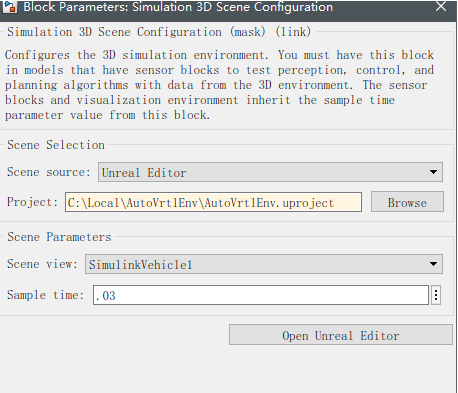 Block Parameters: Simulation 3D Scene Configuration
Simulation 3D Scene Configuration (mask) (link)
Configures the 3D simulation environment. You must have this block
in models that have sensor blocks to test perception, control, and
planning algorithms with data from the 3D environment. The sensor
blocks and visualization environment inherit the sample time
parameter value from this block.
Scene Selection
Scene source: Unreal Editor
Project: C:\Local\AutoVrtlEnv\AutoVrtlEnv.uproject Browse
Scene Parameters
Scene view: SimulinkVehicle1
Sample time: .03
Open Unreal Editor